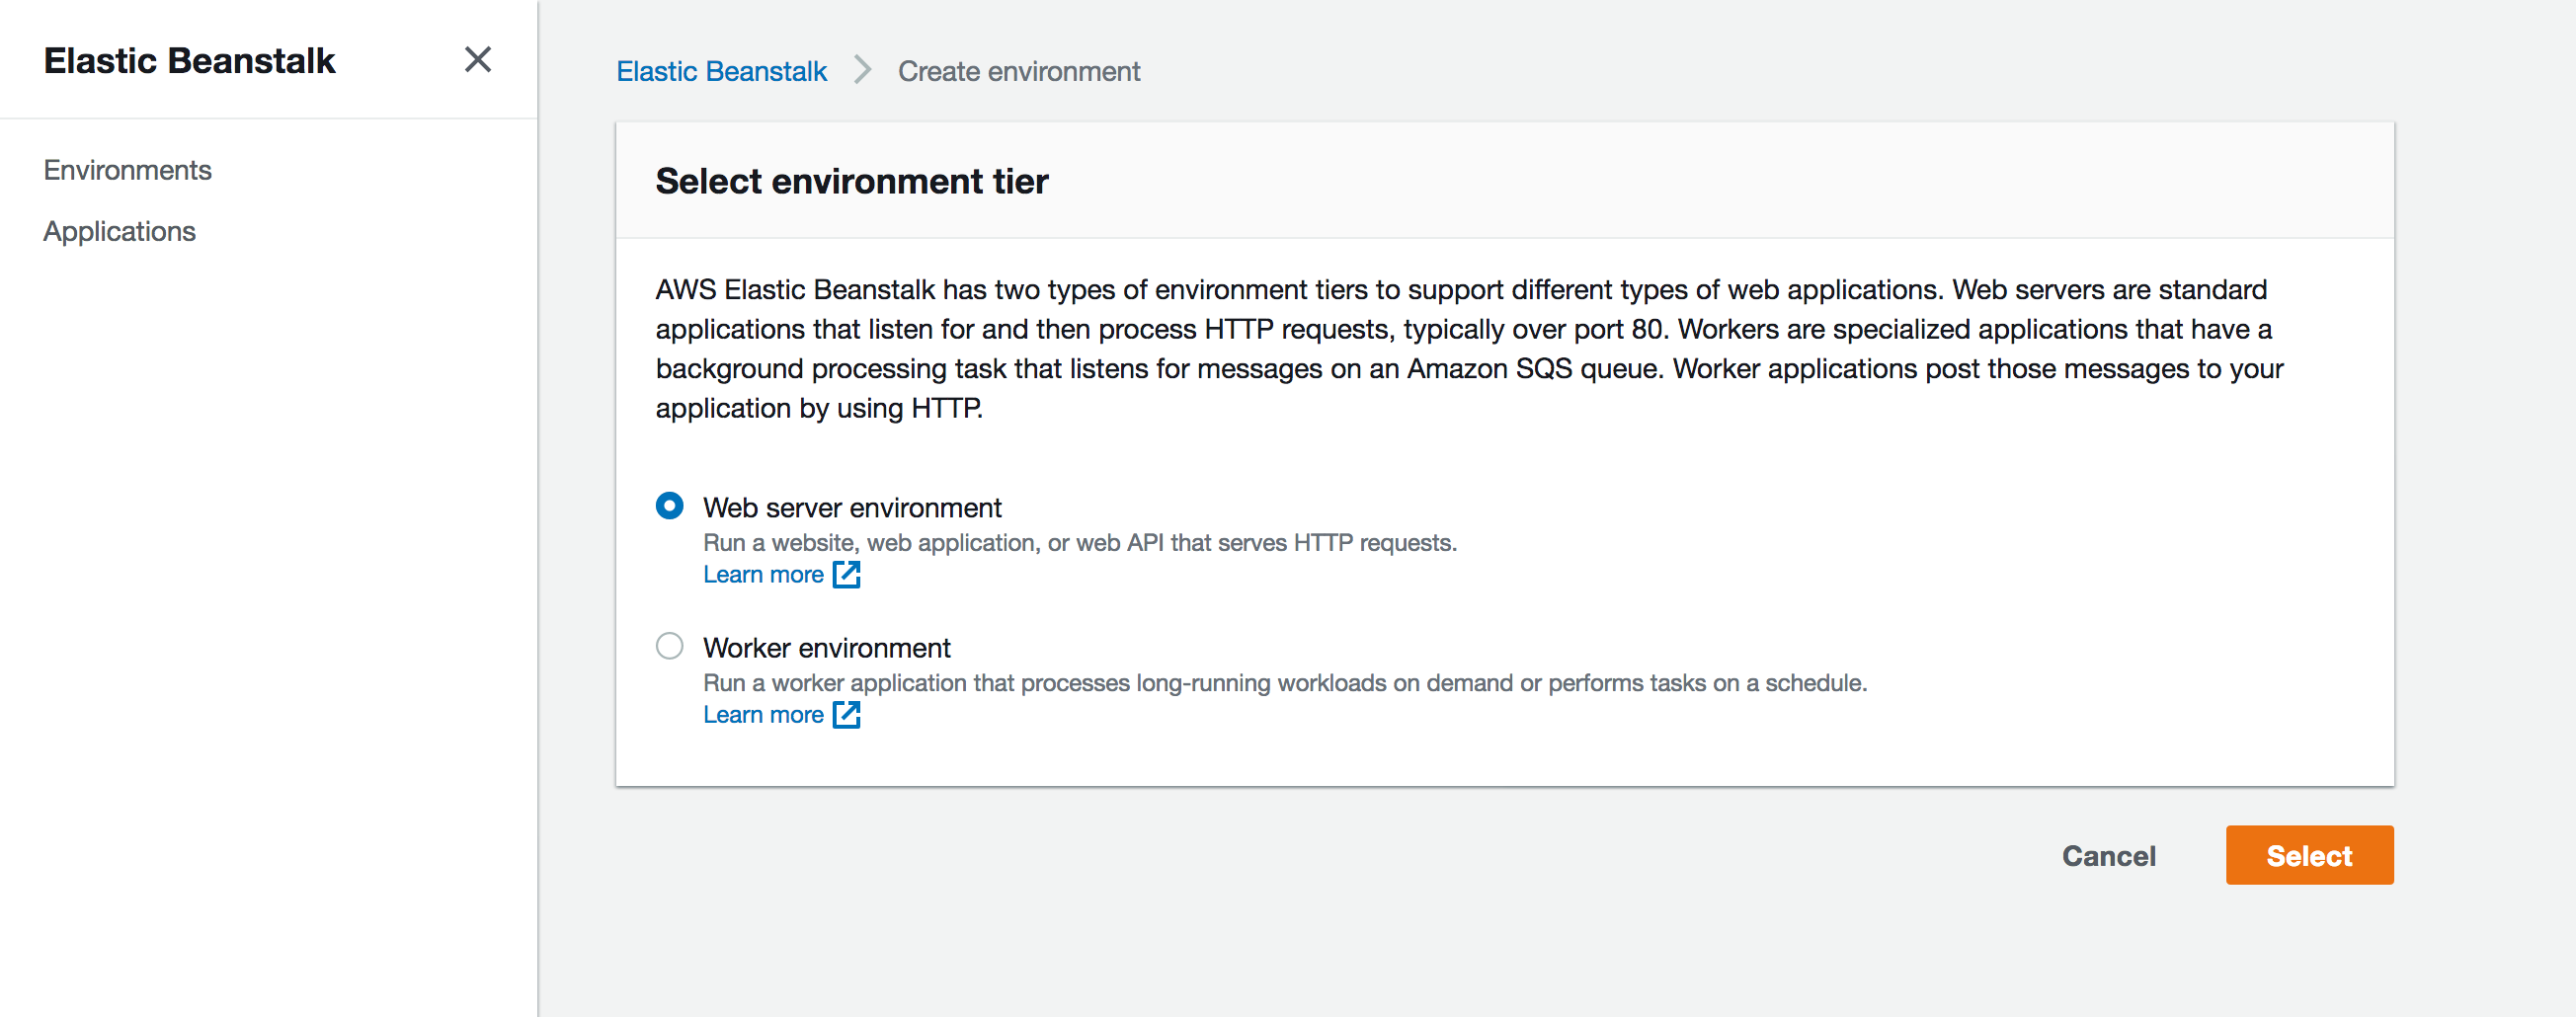 Elastic Beanstalk
Environments
Applications
Elastic Beanstalk
Create environment
Select environment tier
AWS Elastic Beanstalk has two types of environment tiers to support different types of web applications. Web servers are standard
applications that listen for and then process HTTP requests, typically over port 80. Workers are specialized applications that have a
background processing task that listens for messages on an Amazon SQS queue. Worker applications post those messages to your
application by using HTTP.
Web server environment
Run a website, web application, or web API that serves HTTP requests.
Learn more
Worker environment
Run a worker application that processes long-running workloads on demand or performs tasks on a schedule.
Learn more
Cancel
Select